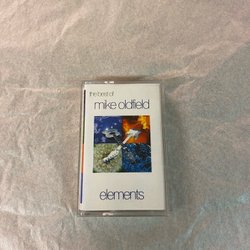 the best of
mike oldfield
elements